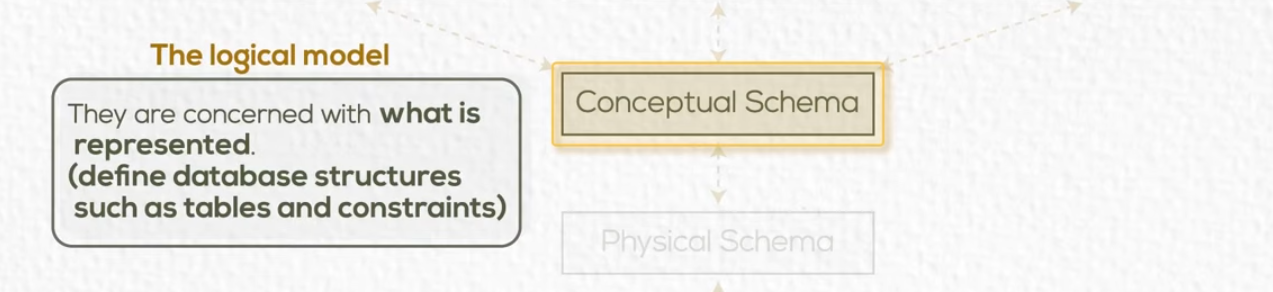 The logical model
They are concerned with what is
represented.
(define database structures
such as tables and constraints)
Conceptual Schema
Physical Schema